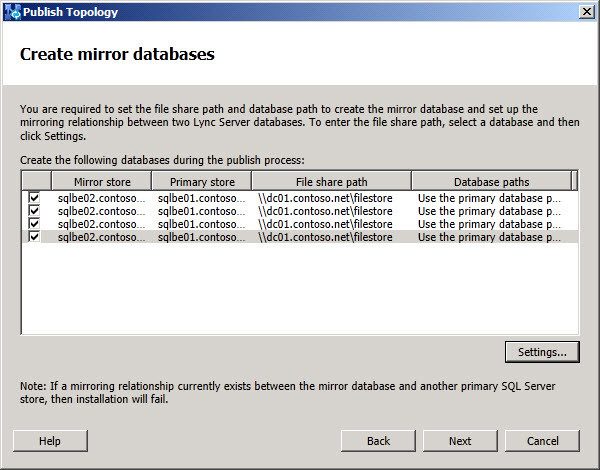 Publish Topology
Create mirror databases
You are required to set the file share path and database path to create the mirror database and set up the
mirroring relationship between two Lync Server databases. To enter the file share path, select a database and then
click Settings.
Create the following databases during the publish process:
Mirror store Primary store File share path Database paths
sqlbe02.contoso... sqlbe01.contoso... \\dc01.contoso.net\filestore Use the primary database p...
sqlbe02.contoso... sqlbe01.contoso... \\dc01.contoso.net\filestore Use the primary database p...
sqlbe02.contoso... sqlbe01.contoso... \\dc01.contoso.net\filestore Use the primary database p...
sqlbe02.contoso... sqlbe01.contoso... \\dc01.contoso.net\filestore Use the primary database p...
Settings...
Note: If a mirroring relationship currently exists between the mirror database and another primary SQL Server
store, then installation will fail.
Help Back Next Cancel